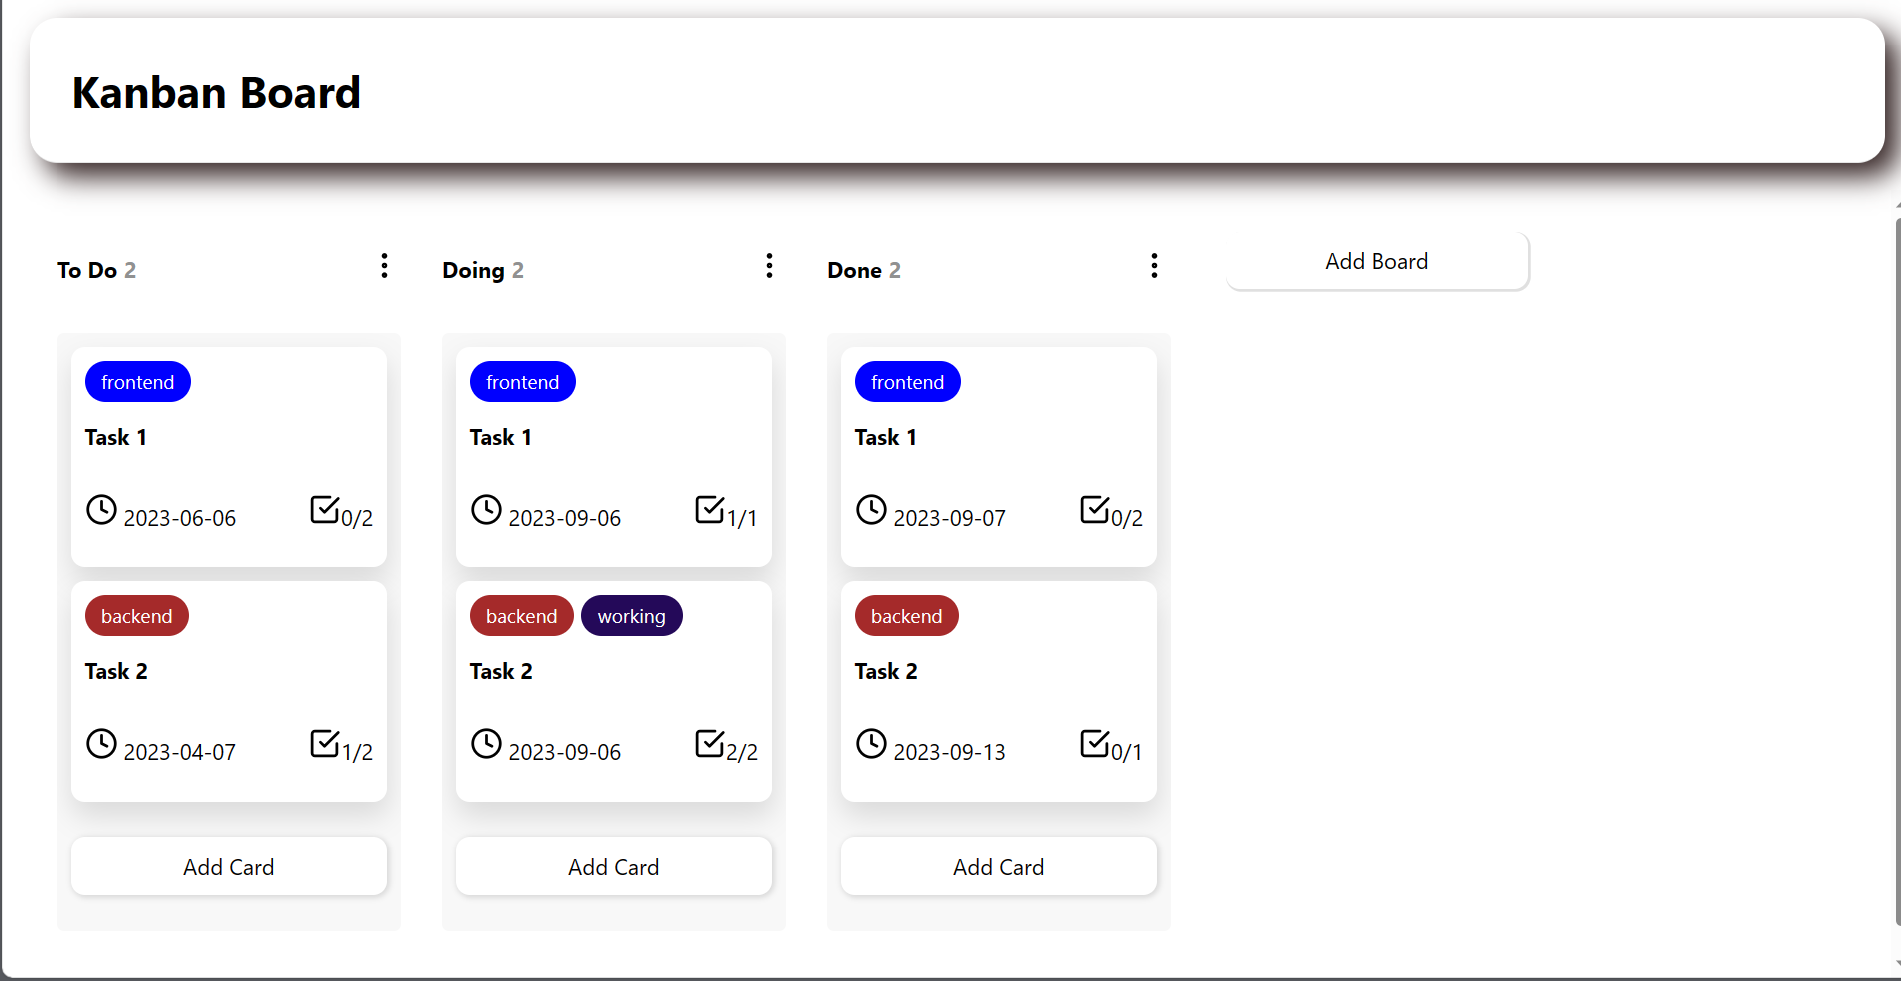 Kanban Board
To Do 2
frontend
Task 1
2023-06-06 0/2
backend
Task 2
2023-04-07 1/2
Add Card
Doing 2
frontend
Task 1
2023-09-06 1/1
backend working
Task 2
2023-09-06 2/2
Add Card
Done 2
frontend
Task 1
2023-09-07 0/2
backend
Task 2
2023-09-13 0/1
Add Card
Add Board